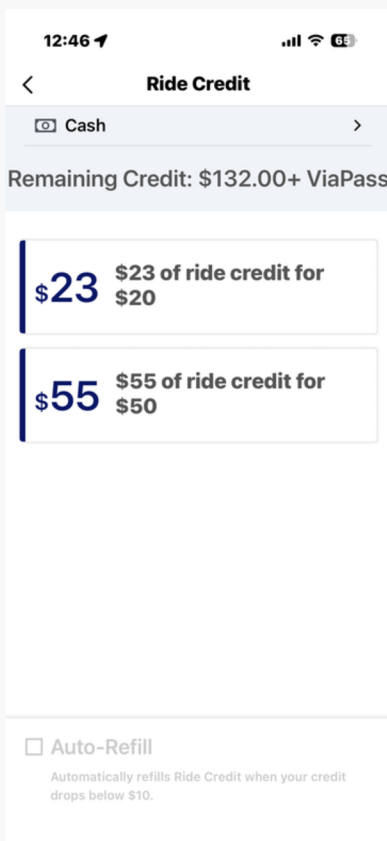 12:46
65
Ride Credit
Cash
Remaining Credit: $132.00+ ViaPass
$23
$23 of ride credit for
$20
$55
$55 of ride credit for
$50
Auto-Refill
Automatically refills Ride Credit when your credit
drops below $10.